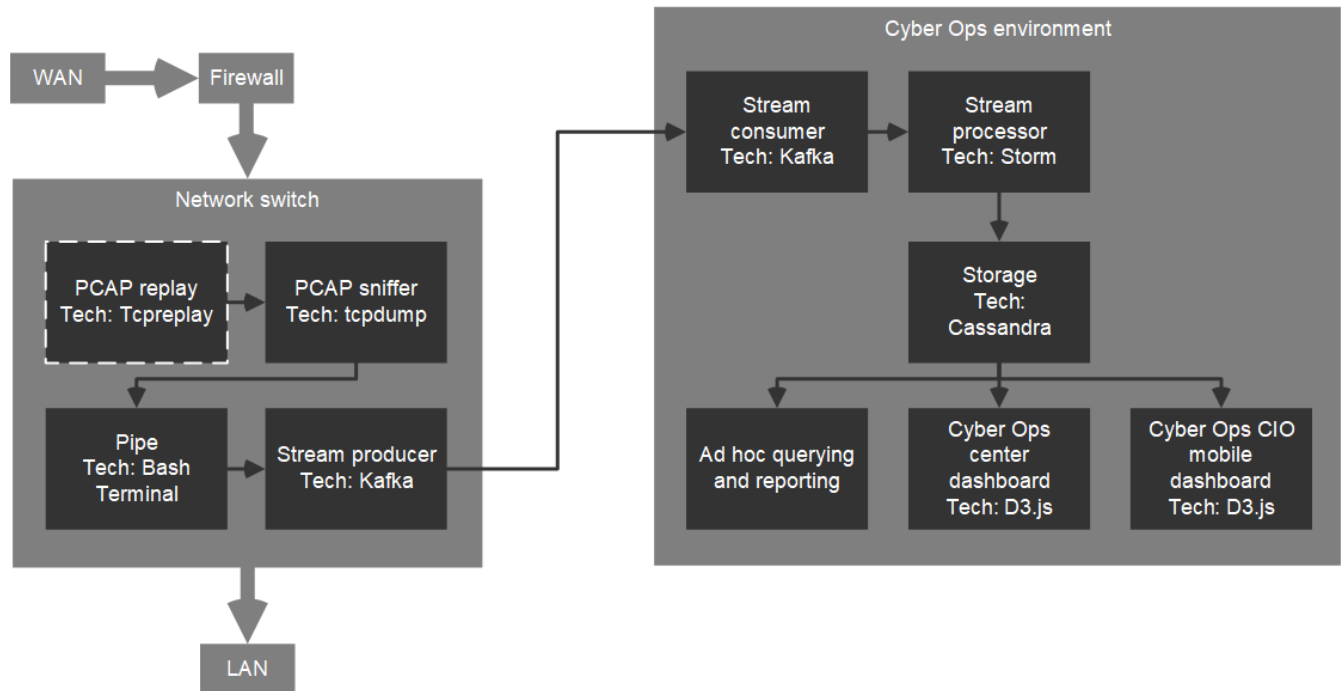 WAN
Firewall
Network switch
PCAP replay
Tech: Tcpreplay
PCAP sniffer
Tech: tcpdump
Pipe
Tech: Bash
Terminal
Stream producer
Tech: Kafka
LAN
Cyber Ops environment
Stream
consumer
Tech: Kafka
Stream
processor
Tech: Storm
Storage
Tech:
Cassandra
Ad hoc querying
and reporting
Cyber Ops
center
dashboard
Tech: D3.js
Cyber Ops CIO
mobile
dashboard
Tech: D3.js